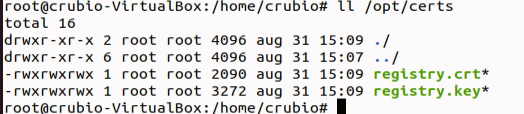 root@crubio-VirtualBox:/home/crubio# ll /opt/certs
total 16
drwxr-xr-x 2 root root 4096 aug 31 15:09 ./
drwxr-xr-x 6 root root 4096 aug 31 15:07 ../
-rwxrwxrwx 1 root root 2090 aug 31 15:09 registry.crt*
-rwxrwxrwx 1 root root 3272 aug 31 15:09 registry.key*
root@crubio-VirtualBox:/home/crubio#